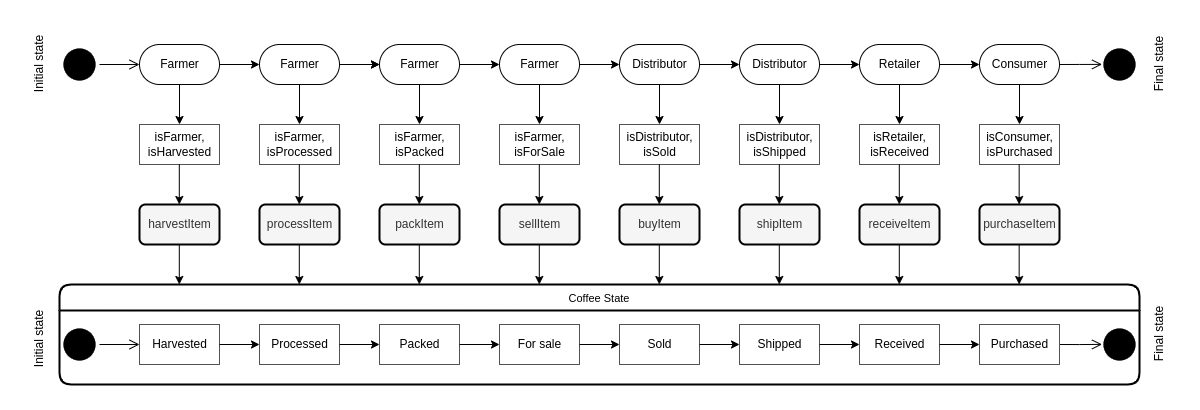 Initial state
Farmer
Farmer
Farmer
Farmer
Distributor
Distributor
Retailer
Consumer
Final state
isFarmer,
isHarvested
isFarmer,
isProcessed
isFarmer,
isPacked
isFarmer,
isForSale
isDistributor,
isSold
isDistributor,
isShipped
isRetailer,
isReceived
isConsumer,
isPurchased
harvestItem
processItem
packItem
sellItem
buyItem
shipItem
receiveItem
purchaseItem
Coffee State
Initial state
Harvested
Processed
Packed
For sale
Sold
Shipped
Received
Purchased
Final state